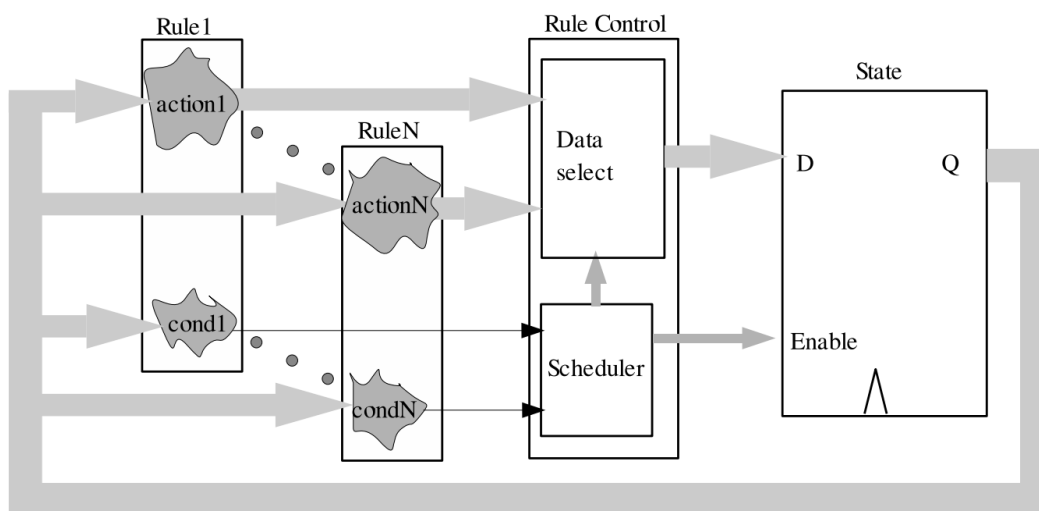 Rule1
Rule Control
action1
State
RuleN
Data
select
D
Q
actionN
cond1
Enable
Scheduler
condN